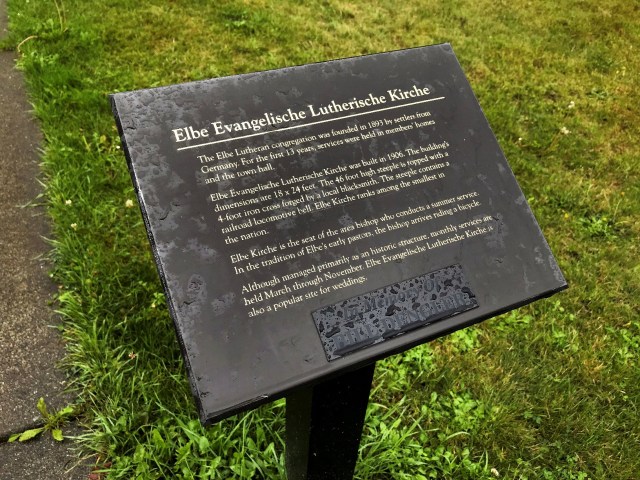 Elbe Evangelische Lutherische Kirche
The Elbe Lutheran congregation was founded in 1893 by settlers from
Germany. For the first 13 years, services were held in members' homes
and the town hall.
Elbe Evangelische Lutherische Kirche was built in 1906. The building's
dimensions are 18 x 24 feet. The 46 foot high steeple is topped with a
4-foot iron cross forged by a local blacksmith. The steeple contains a
railroad locomotive bell. Elbe Kirche ranks among the smallest in
the nation.
Elbe Kirche is the seat of the area bishop who conducts a summer service.
In the tradition of Elbe's early pastors, the bishop arrives riding a bicycle.
Although managed primarily as an historic structure, monthly services are
held March through November. Elbe Evangelische Lutherische Kirche is
also a popular site for weddings.